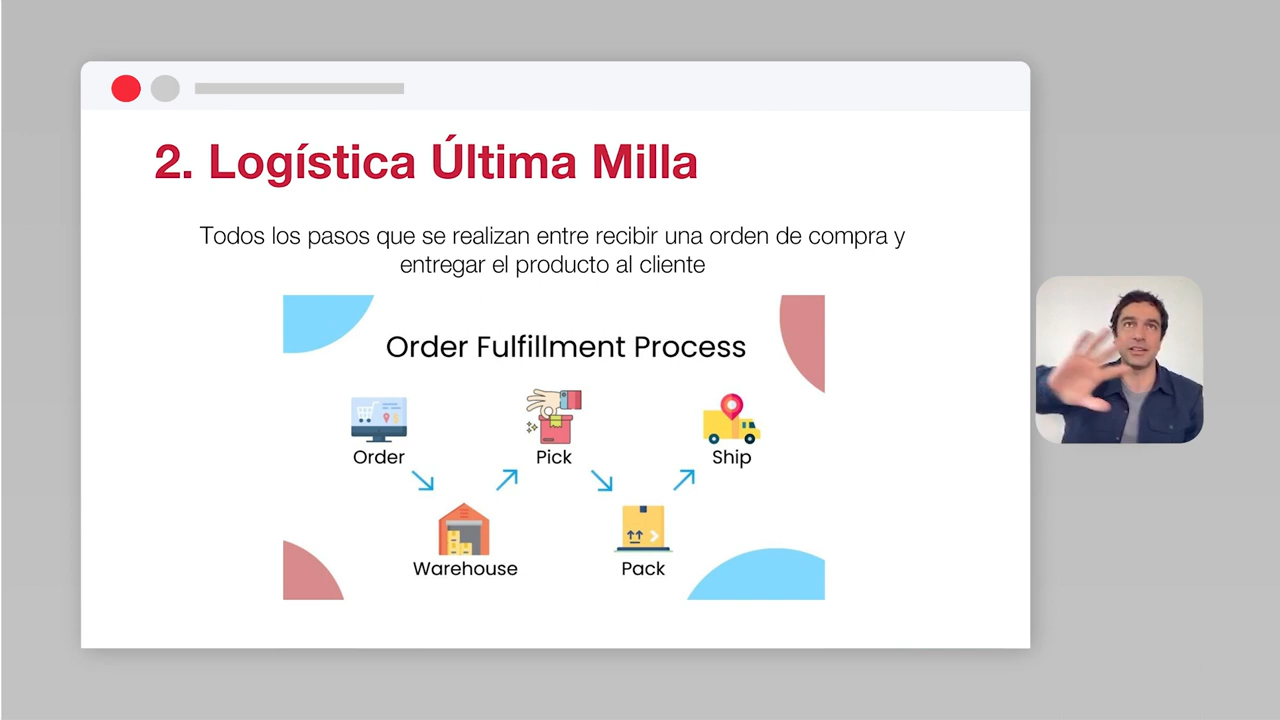 2. Logística Última Milla
Todos los pasos que se realizan entre recibir una orden de compra y
entregar el producto al cliente
Order Fulfillment Process
Order
Pick
Ship
Warehouse
Pack